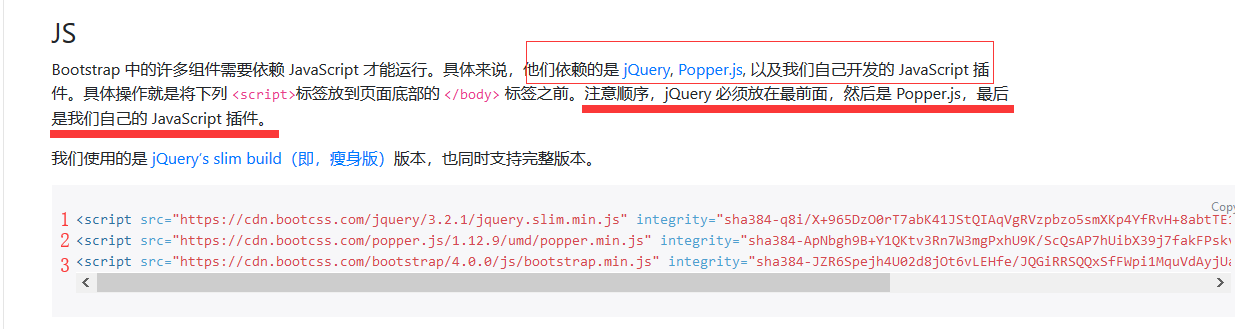 JS
Bootstrap 中的许多组件需要依赖 JavaScript 才能运行。具体来说，他们依赖的是 jQuery, Popper.js, 以及我们自己开发的 JavaScript 插
件。具体操作就是将下列 <script>标签放到页面底部的 </body> 标签之前。注意顺序，jQuery 必须放在最前面，然后是 Popper.js，最后
是我们自己的 JavaScript 插件。
我们使用的是 jQuery’s slim build（即，瘦身版）版本，也同时支持完整版本。
Copy
1 <script src="https://cdn.bootcss.com/jquery/3.2.1/jquery.slim.min.js" integrity="sha384-q8i/X+965DzO0rT7abK41JStQIAqVgRVzpbzo5smXKp4YfRvH+8abtTE1
2 <script src="https://cdn.bootcss.com/popper.js/1.12.9/umd/popper.min.js" integrity="sha384-ApNbgh9B+Y1QKtv3Rn7W3mgPxhU9K/ScQsAP7hUibX39j7fakFPskv
3 <script src="https://cdn.bootcss.com/bootstrap/4.0.0/js/bootstrap.min.js" integrity="sha384-JZR6Spejh4U02d8jOt6vLEHfe/JQGiRRSQQxSfFWpi1MquVdAyjUa